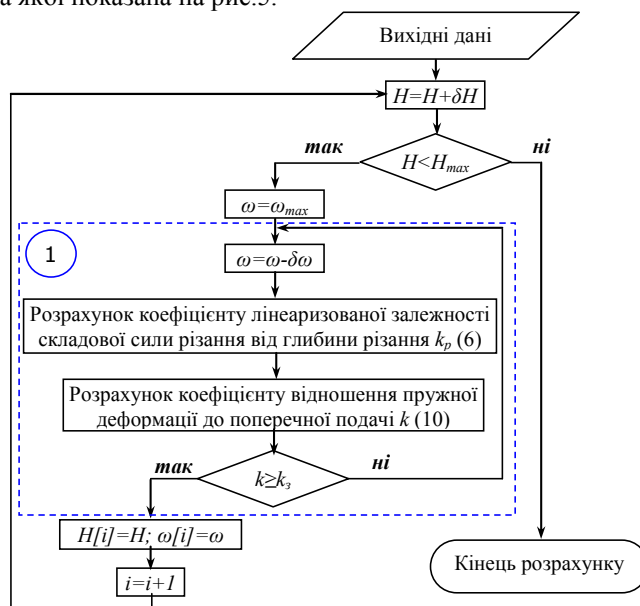 а якої показана на рис.5.
Вихідні дані
H=H+δH
так
ні
H<Hmax
ω=ωmax
1
ω=ω-δω
Розрахунок коефіцієнту лінеаризованої залежності
складової сили різання від глибини різання kp (6)
Розрахунок коефіцієнту відношення пружної
деформації до поперечної подачі k (10)
так
ні
k≥kз
H[i]=H; ω[i]=ω
Кінець розрахунку
i=i+1